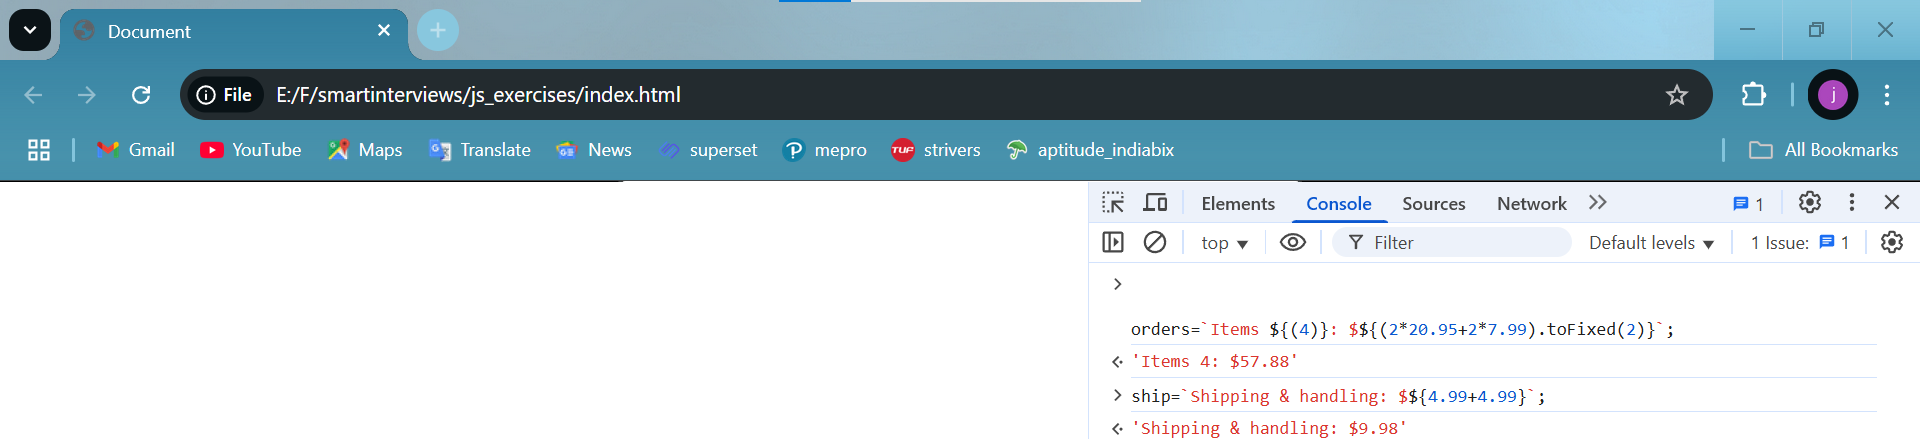 Document
File E:/F/smartinterviews/js_exercises/index.html
j
Gmail YouTube Maps Translate News superset mepro TUF strivers aptitude_indiabix All Bookmarks
Elements Console Sources Network 1
top Filter Default levels 1 Issue: 1
orders=`Items ${(4)}: $${(2*20.95+2*7.99).toFixed(2)}`;
'Items 4: $57.88'
ship=`Shipping & handling: $${4.99+4.99}`;
'Shipping & handling: $9.98'